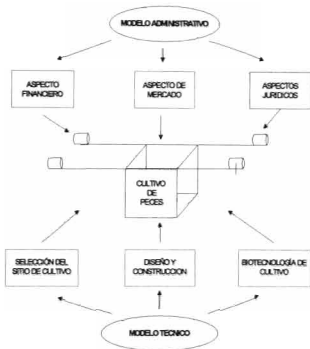 MODELO ADMINISTRATIVO
ASPECTO
FINANCIERO
ASPECTO DE
MERCADO
ASPECTOS
JURIDICOS
CULTIVO
DE
PECES
SELECCIÓN DEL
SITIO DE CULTIVO
DISEÑO Y
CONSTRUCCION
BIOTECNOLOGÍA DE
CULTIVO
MODELO TECNICO